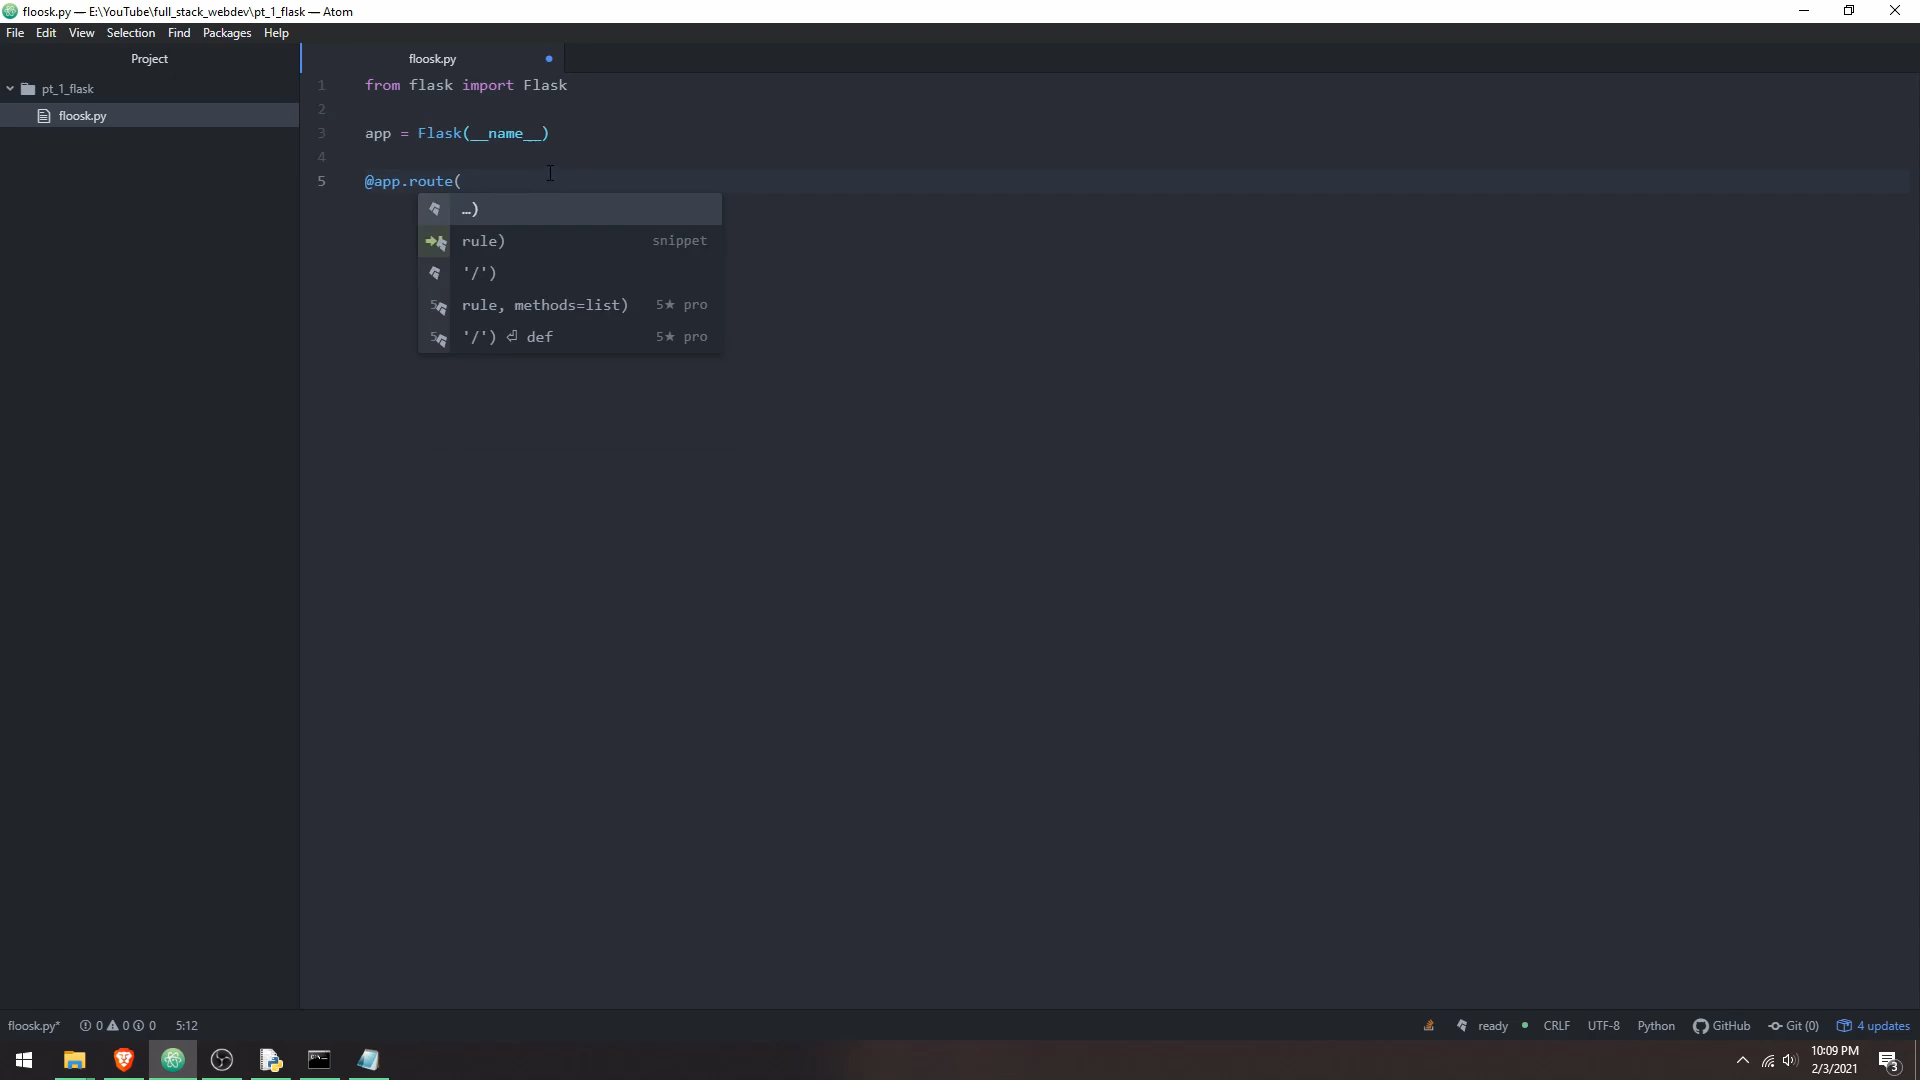 floosk.py — E:\YouTube\full_stack_webdev\pt_1_flask — Atom
File Edit View Selection Find Packages Help
Project
floosk.py
pt_1_flask
floosk.py
1 from flask import Flask
2
3 app = Flask(__name__)
4
5 @app.route(
…)
rule) snippet
'/')
rule, methods=list) 5★ pro
'/') ⏎ def 5★ pro
floosk.py* 0 0 0 5:12
ready CRLF UTF-8 Python GitHub Git (0) 4 updates
10:09 PM
2/3/2021
3